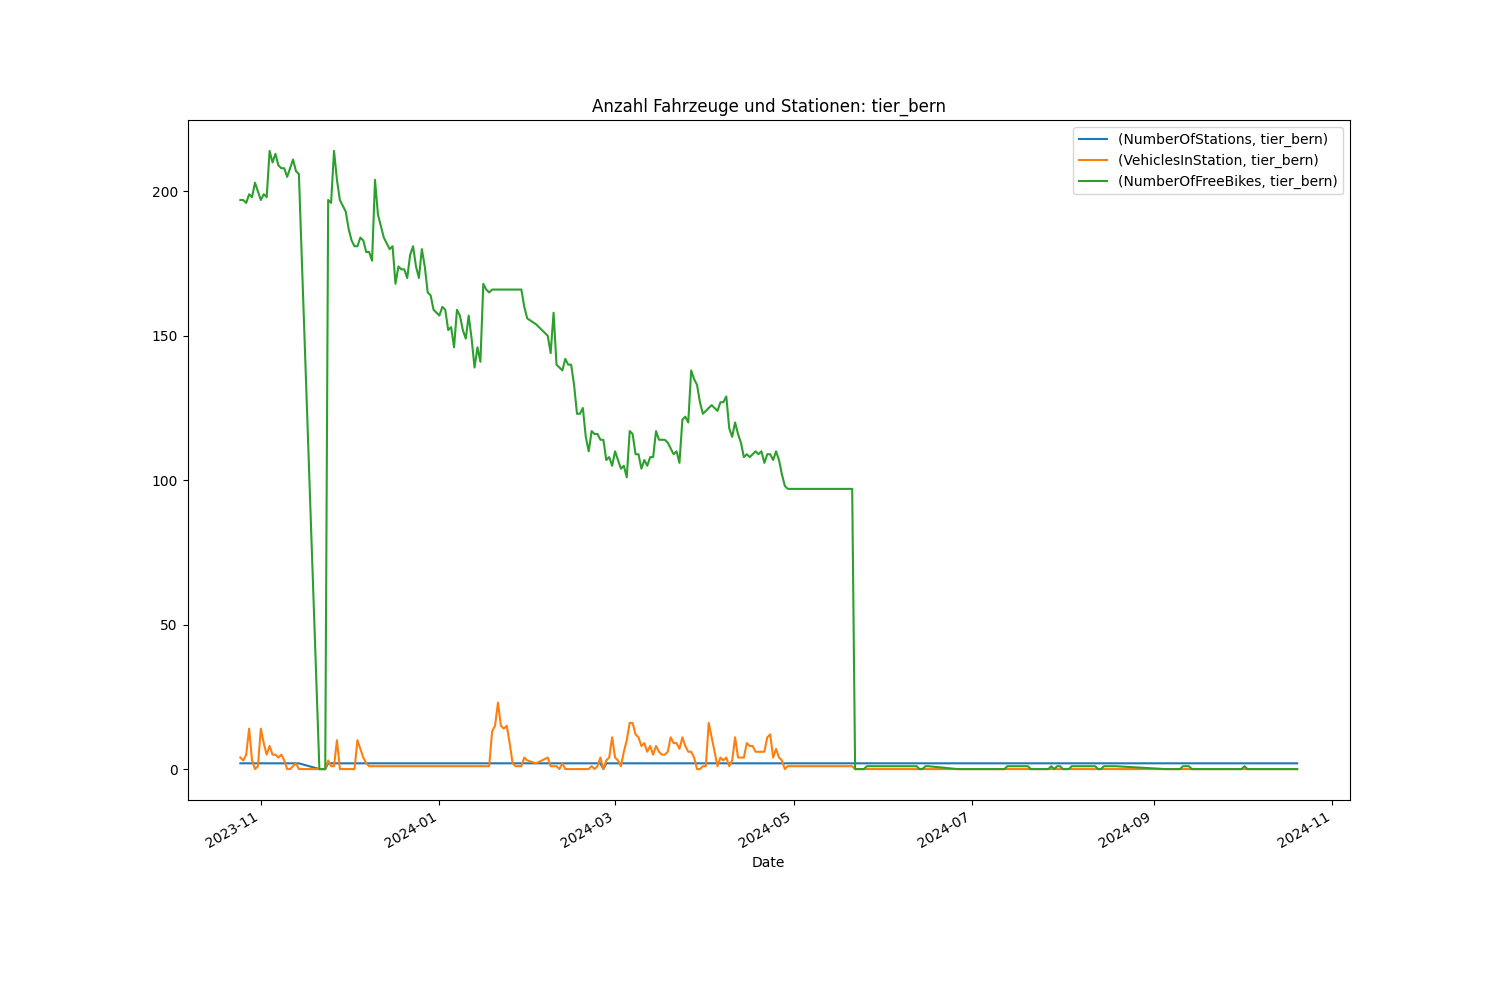 Anzahl Fahrzeuge und Stationen: tier_bern
(NumberOfStations, tier_bern)
(VehiclesInStation, tier_bern)
(NumberOfFreeBikes, tier_bern)
200
150
100
50
0
2023-11
2024-01
2024-03
2024-05
2024-07
2024-09
2024-11
Date